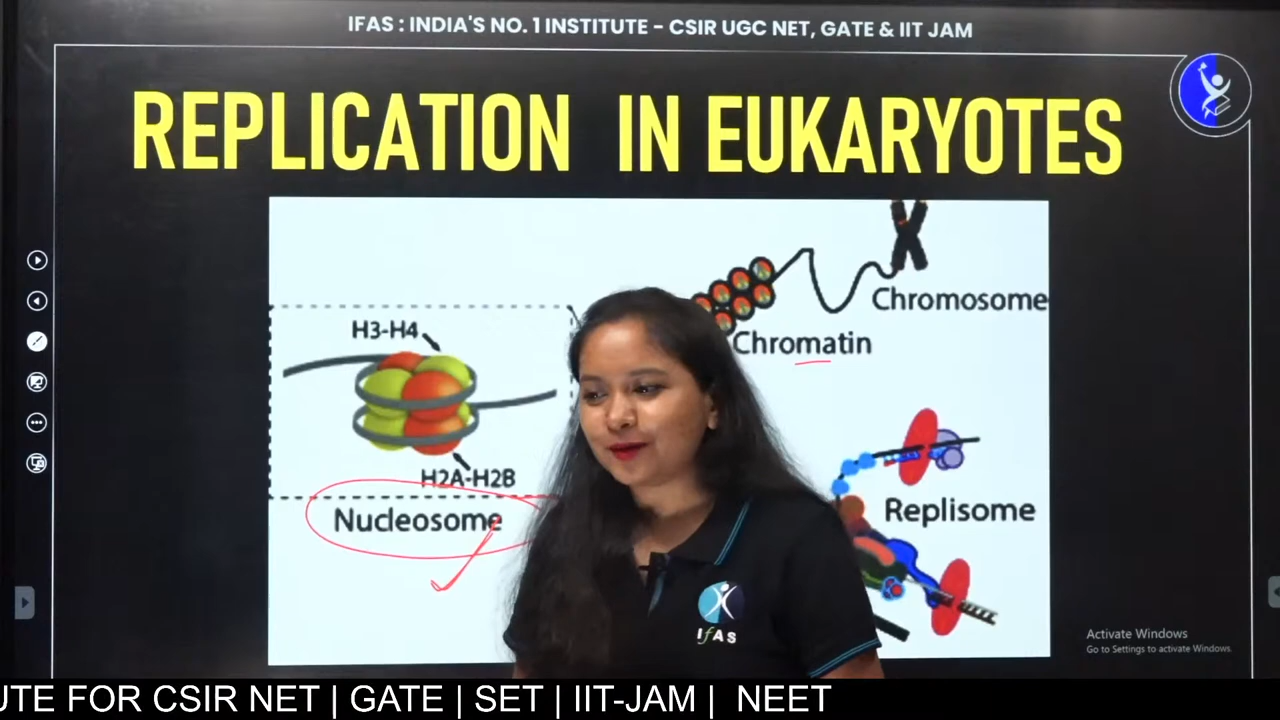 IFAS : INDIA'S NO. 1 INSTITUTE - CSIR UGC NET, GATE & IIT JAM
REPLICATION IN EUKARYOTES
Chromosome
H3-H4
Chromatin
H2A-H2B
Nucleosome
Replisome
IFAS
Activate Windows
Go to Settings to activate Windows.
UTE FOR CSIR NET | GATE | SET | IIT-JAM | NEET